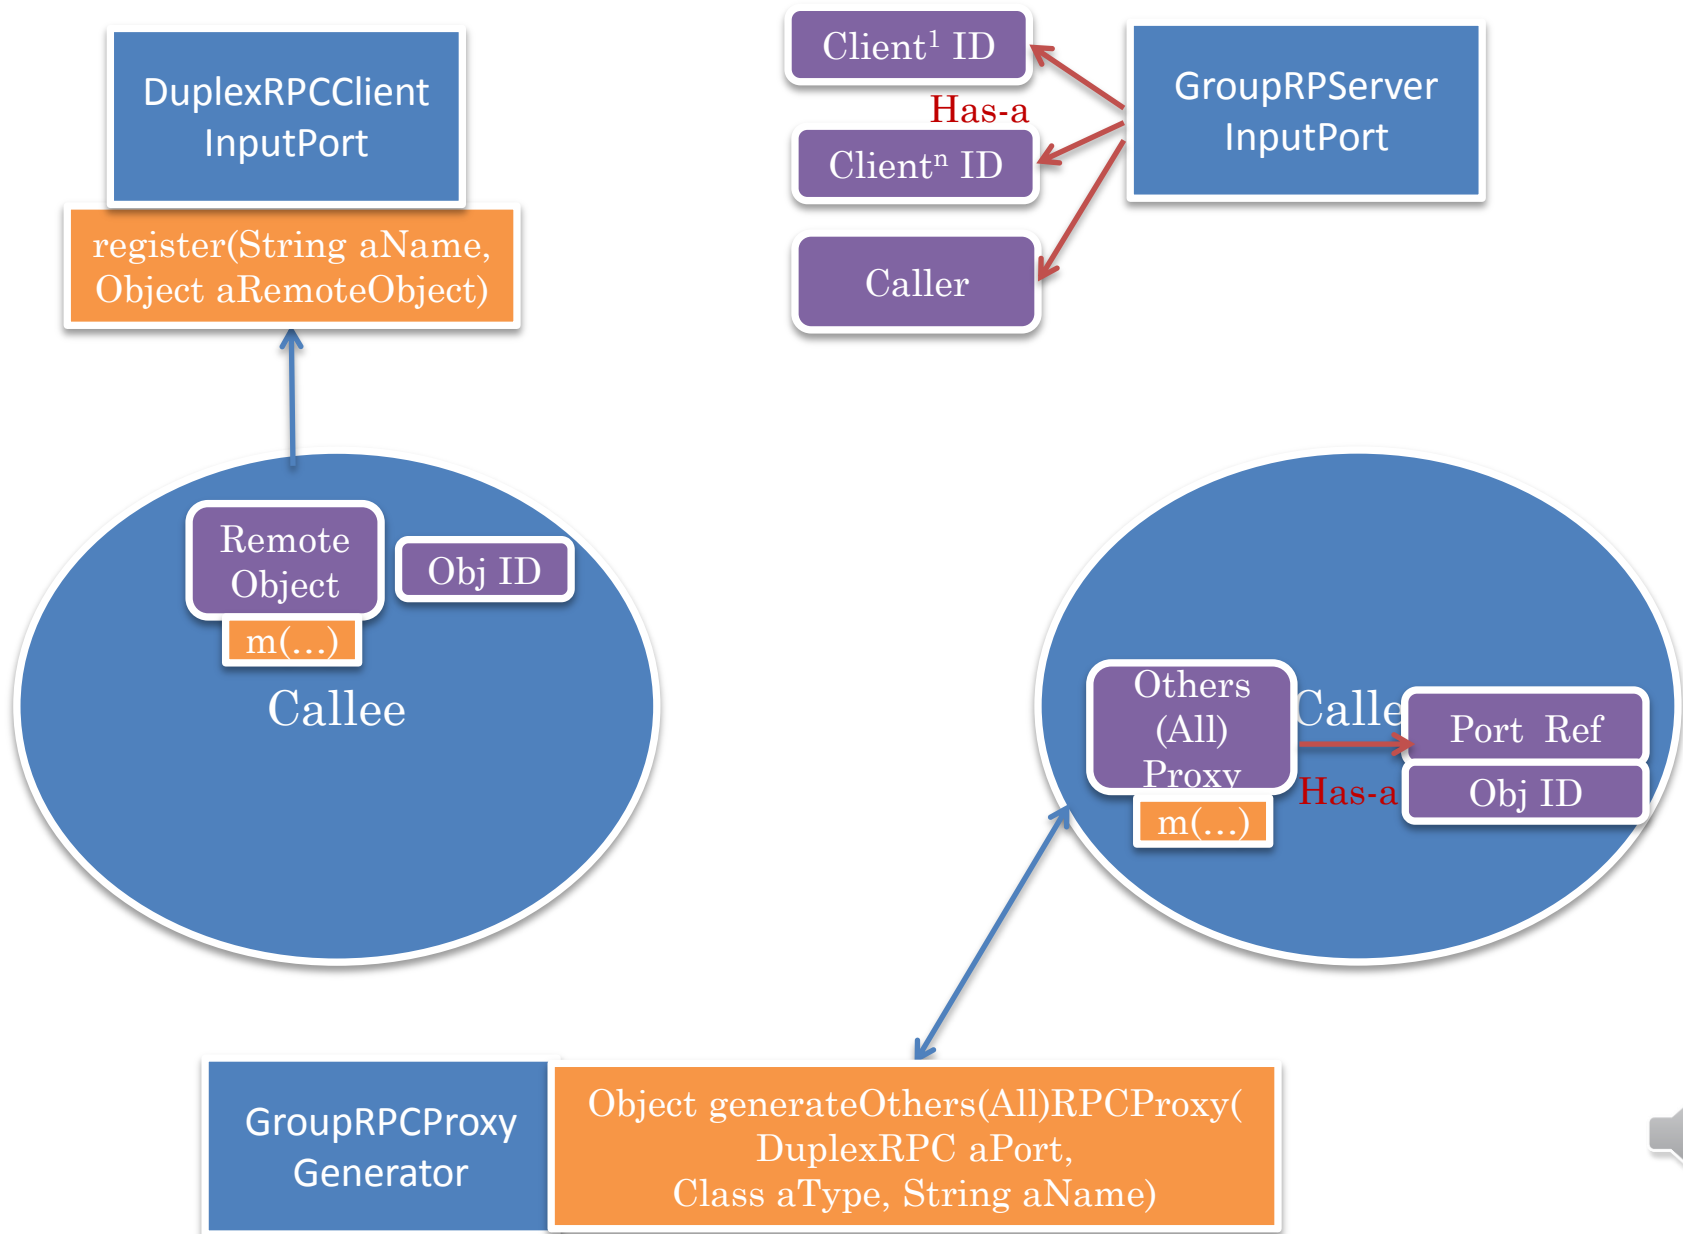 DuplexRPCClient
InputPort
register(String aName,
Object aRemoteObject)
Client¹ ID
Has-a
Clientⁿ ID
Caller
GroupRPServer
InputPort
Remote
Object
Obj ID
m(...)
Callee
Others
(All)
Proxy
m(...)
Calle
Has-a
Port Ref
Obj ID
GroupRPCProxy
Generator
Object generateOthers(All)RPCProxy(
DuplexRPC aPort,
Class aType, String aName)